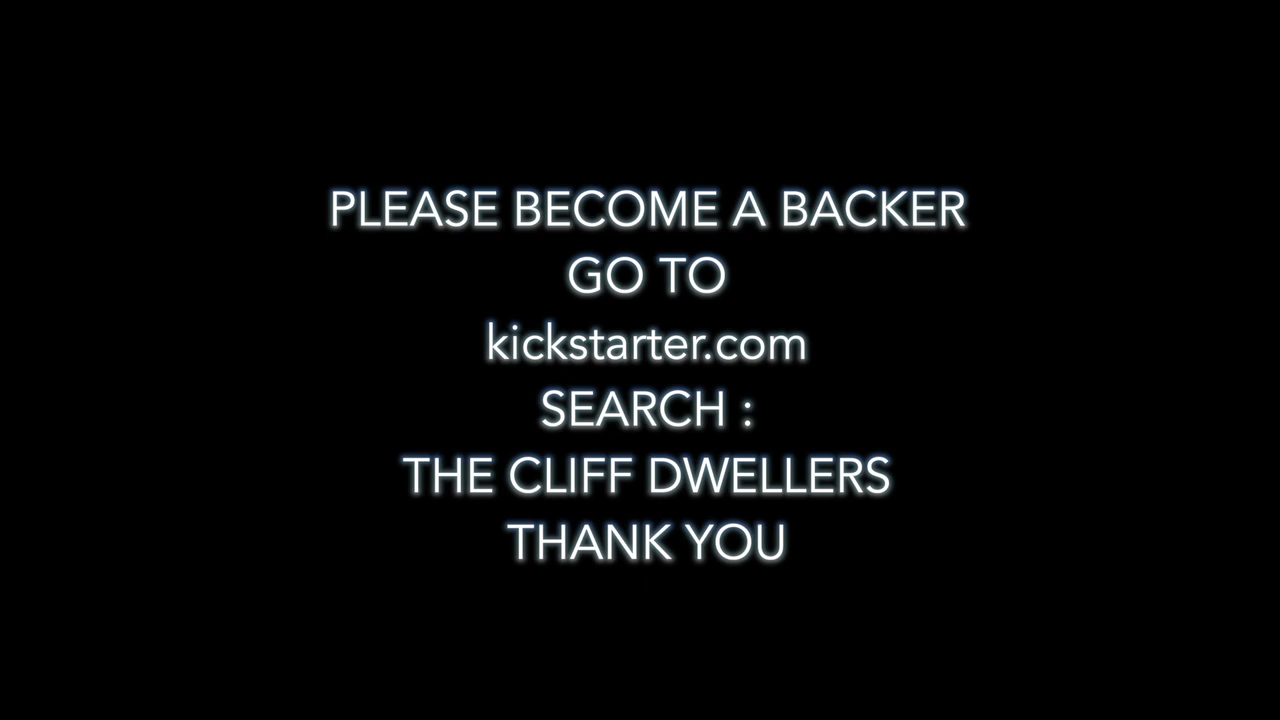 PLEASE BECOME A BACKER
GO TO
kickstarter.com
SEARCH :
THE CLIFF DWELLERS
THANK YOU